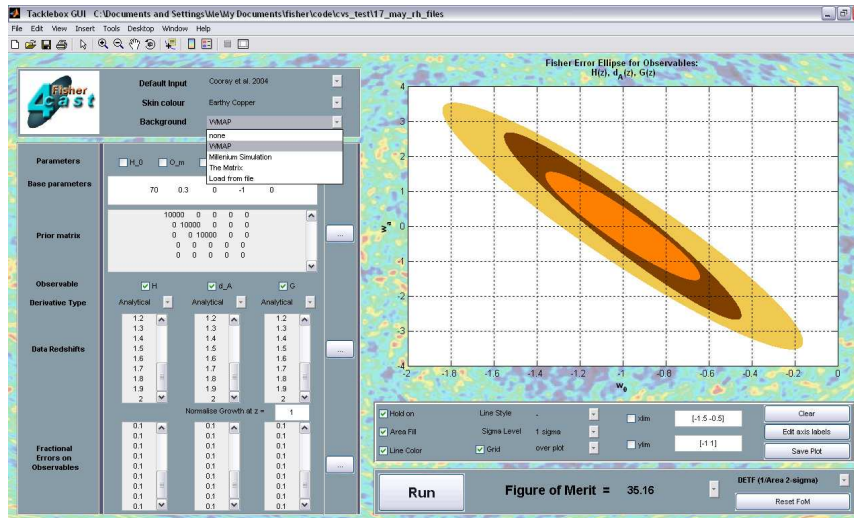 Tacklebox GUI C:\Documents and Settings\Me\My Documents\fisher\code\cvs_test\17_may_rh_files
File Edit View Insert Tools Desktop Window Help
Fisher
4cast
Default Input Cooray et al. 2004
Skin colour Earthy Copper
Background WMAP
none
WMAP
Millenium Simulation
The Matrix
Load from file
Parameters H_0 O_m
Base parameters 70 0.3 0 -1 0
Prior matrix
10000 0 0 0 0
0 10000 0 0 0
0 0 10000 0 0
0 0 0 0 0
0 0 0 0 0
...
Observable H d_A G
Derivative Type Analytical Analytical Analytical
Data Redshifts
1.2 1.2 1.2
1.3 1.3 1.3
1.4 1.4 1.4
1.5 1.5 1.5
1.6 1.6 1.6
1.7 1.7 1.7
1.8 1.8 1.8
1.9 1.9 1.9
2 2 2
...
Normalise Growth at z = 1
Fractional
Errors on
Observables
0.1 0.1 0.1
0.1 0.1 0.1
0.1 0.1 0.1
0.1 0.1 0.1
0.1 0.1 0.1
0.1 0.1 0.1
0.1 0.1 0.1
0.1 0.1 0.1
0.1 0.1 0.1
...
Fisher Error Ellipse for Observables:
H(z), d_A(z), G(z)
4
3
2
1
0
-1
-2
-3
-4
w_a
-2 -1.8 -1.6 -1.4 -1.2 -1 -0.8 -0.6 -0.4 -0.2 0
w_0
Hold on Line Style - xlim [-1.5 -0.5] Clear
Area Fill Sigma Level 1 sigma Edit axis labels
Line Color Grid over plot ylim [-1 1] Save Plot
Run Figure of Merit = 35.16
DETF (1/Area 2-sigma)
Reset FoM